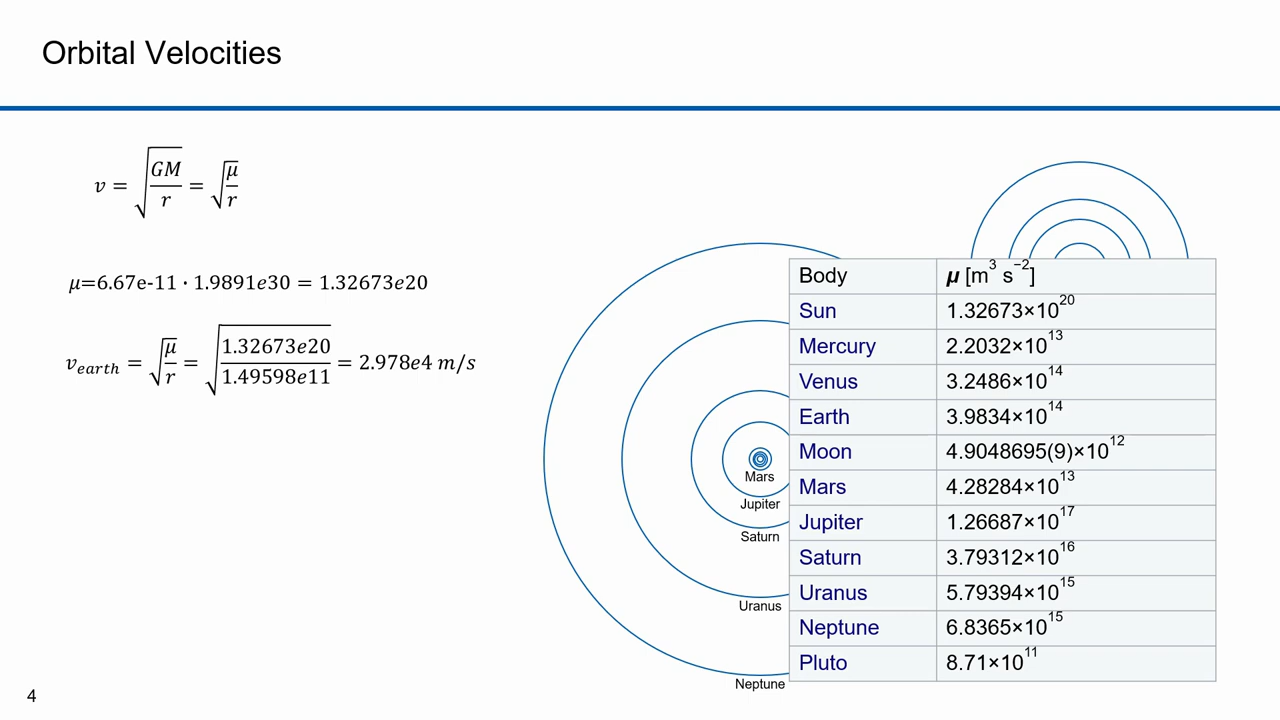 Orbital Velocities
v = √(GM/r) = √(μ/r)
μ=6.67e-11 · 1.9891e30 = 1.32673e20
v_earth = √(μ/r) = √(1.32673e20/1.49598e11) = 2.978e4 m/s
Mars
Jupiter
Saturn
Uranus
Neptune
Body μ [m³ s⁻²]
Sun 1.32673×10²⁰
Mercury 2.2032×10¹³
Venus 3.2486×10¹⁴
Earth 3.9834×10¹⁴
Moon 4.9048695(9)×10¹²
Mars 4.28284×10¹³
Jupiter 1.26687×10¹⁷
Saturn 3.79312×10¹⁶
Uranus 5.79394×10¹⁵
Neptune 6.8365×10¹⁵
Pluto 8.71×10¹¹
4